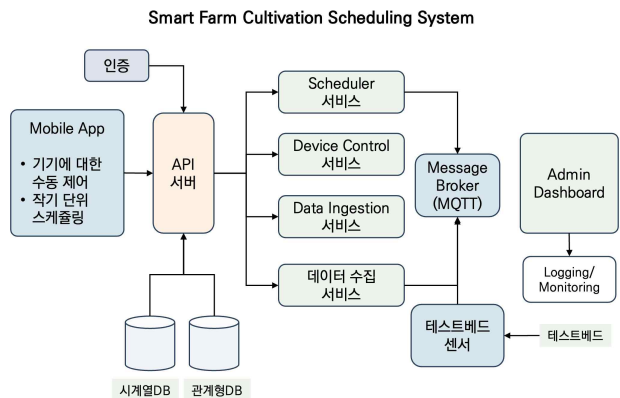 Smart Farm Cultivation Scheduling System
인증
Mobile App
• 기기에 대한
수동 제어
• 작기 단위
스케쥴링
API
서버
Scheduler
서비스
Device Control
서비스
Data Ingestion
서비스
데이터 수집
서비스
Message
Broker
(MQTT)
Admin
Dashboard
Logging/
Monitoring
테스트베드
센서
테스트베드
시계열DB
관계형DB